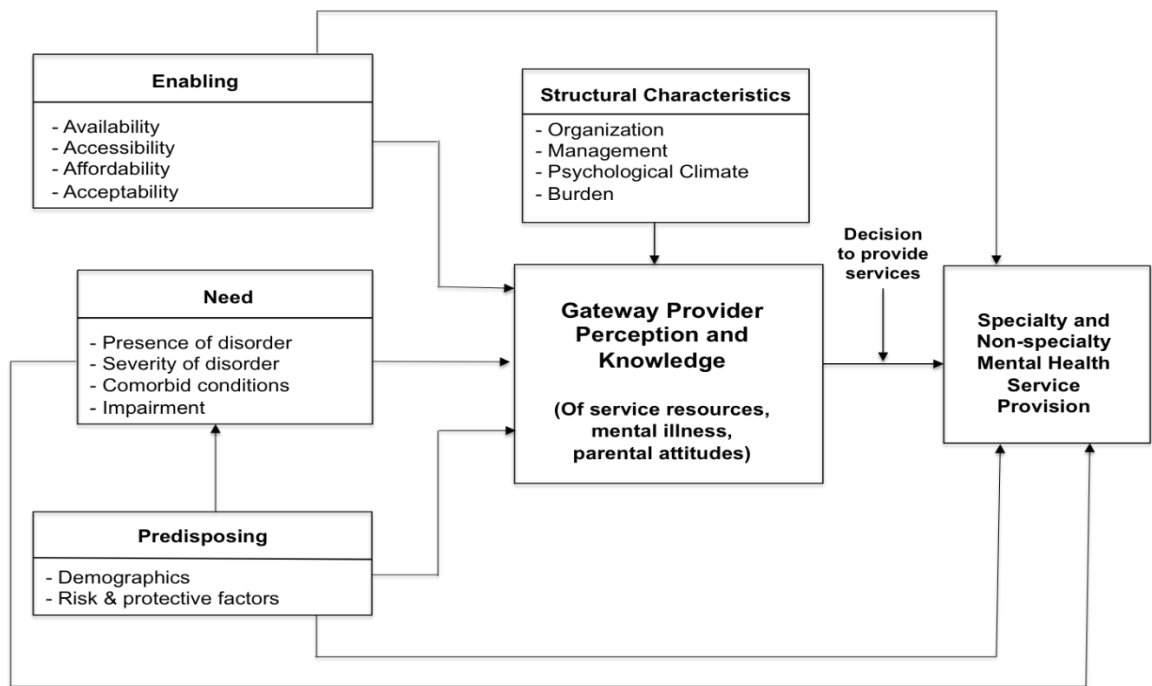 Enabling
- Availability
- Accessibility
- Affordability
- Acceptability
Structural Characteristics
- Organization
- Management
- Psychological Climate
- Burden
Need
- Presence of disorder
- Severity of disorder
- Comorbid conditions
- Impairment
Gateway Provider
Perception and
Knowledge
(Of service resources,
mental illness,
parental attitudes)
Decision
to provide
services
Specialty and
Non-specialty
Mental Health
Service
Provision
Predisposing
- Demographics
- Risk & protective factors